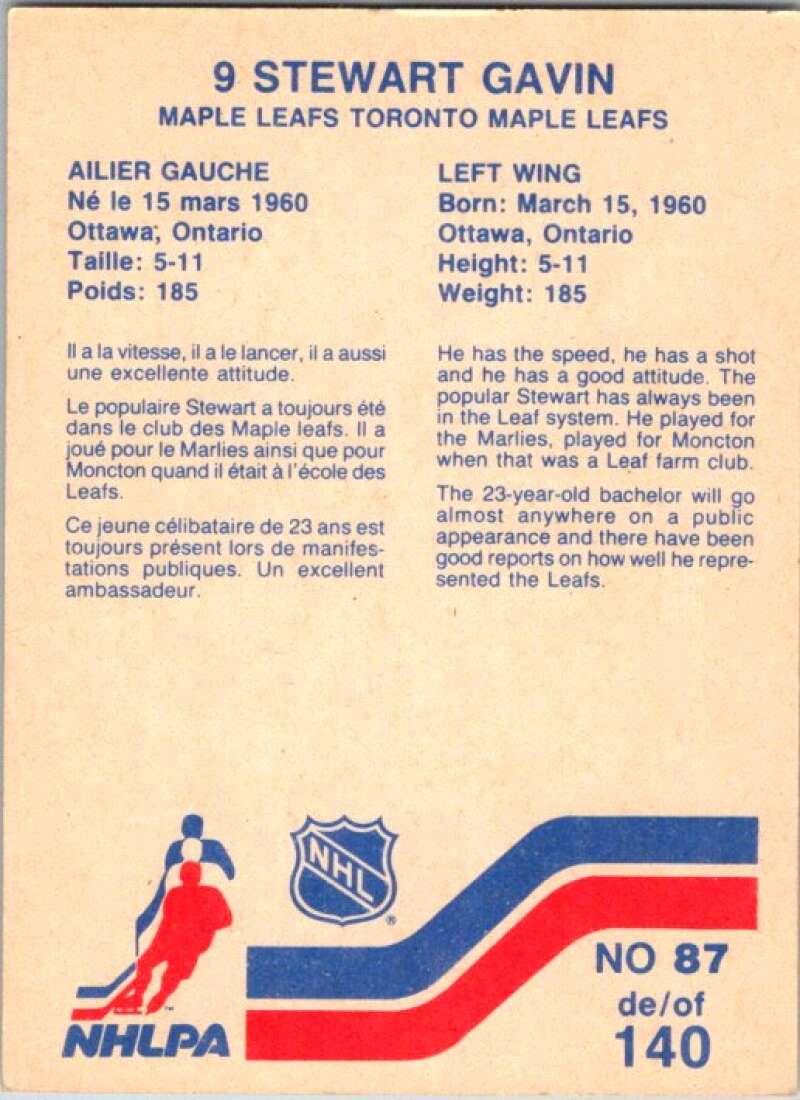 9 STEWART GAVIN
MAPLE LEAFS TORONTO MAPLE LEAFS
AILIER GAUCHE
Né le 15 mars 1960
Ottawa, Ontario
Taille: 5-11
Poids: 185
Il a la vitesse, il a le lancer, il a aussi
une excellente attitude.
Le populaire Stewart a toujours été
dans le club des Maple leafs. Il a
joué pour le Marlies ainsi que pour
Moncton quand il était à l'école des
Leafs.
Ce jeune célibataire de 23 ans est
toujours présent lors de manifes-
tations publiques. Un excellent
ambassadeur.
LEFT WING
Born: March 15, 1960
Ottawa, Ontario
Height: 5-11
Weight: 185
He has the speed, he has a shot
and he has a good attitude. The
popular Stewart has always been
in the Leaf system. He played for
the Marlies, played for Moncton
when that was a Leaf farm club.
The 23-year-old bachelor will go
almost anywhere on a public
appearance and there have been
good reports on how well he repre-
sented the Leafs.
NHL
®
™
NHLPA
NO 87
de/of
140